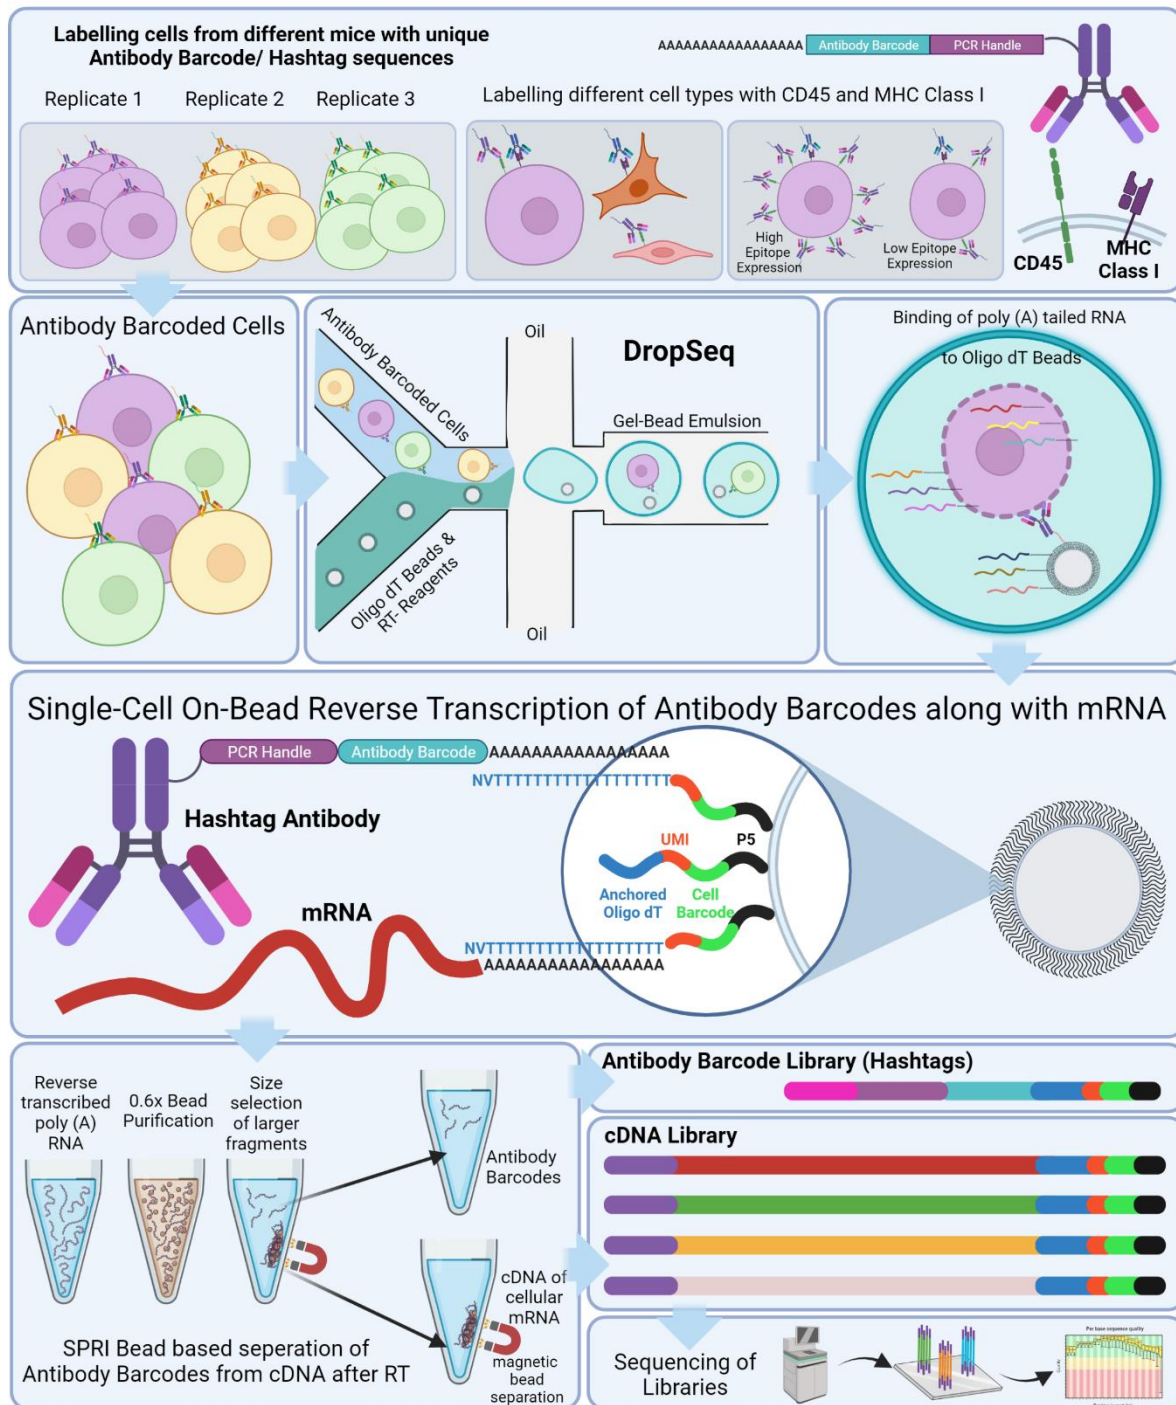 Labelling cells from different mice with unique
Antibody Barcode/ Hashtag sequences
AAAAAAAAAAAAAAAAA Antibody Barcode PCR Handle
Replicate 1 Replicate 2 Replicate 3
Labelling different cell types with CD45 and MHC Class I
High
Epitope
Expression
Low Epitope
Expression
CD45
MHC
Class I
Antibody Barcoded Cells
Antibody Barcoded Cells
Oil
DropSeq
Gel-Bead Emulsion
Oligo dT Beads &
RT- Reagents
Oil
Binding of poly (A) tailed RNA
to Oligo dT Beads
Single-Cell On-Bead Reverse Transcription of Antibody Barcodes along with mRNA
PCR Handle Antibody Barcode AAAAAAAAAAAAAAAAA
NVTTTTTTTTTTTTTTTTTT
Hashtag Antibody
UMI P5
Anchored
Oligo dT
Cell
Barcode
mRNA
NVTTTTTTTTTTTTTTTTTT
AAAAAAAAAAAAAAAAA
Reverse
transcribed
poly (A)
RNA
0.6x Bead
Purification
Size
selection
of larger
fragments
Antibody
Barcodes
cDNA of
cellular
mRNA
magnetic
bead
separation
SPRI Bead based seperation of
Antibody Barcodes from cDNA after RT
Antibody Barcode Library (Hashtags)
cDNA Library
Sequencing of
Libraries
Per base sequence quality